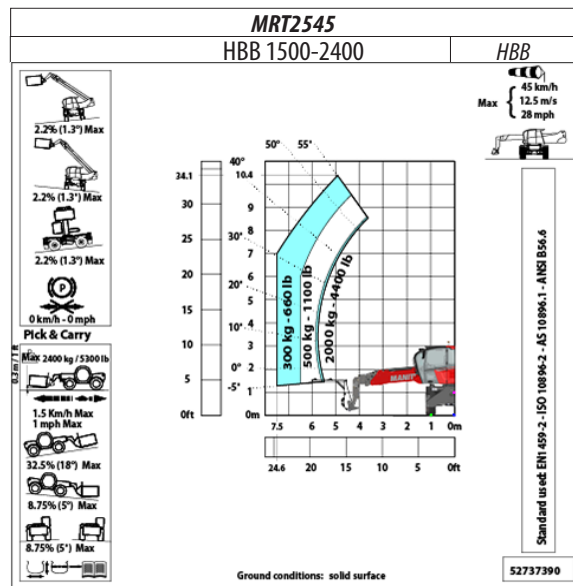 MRT2545
HBB 1500-2400
HBB
2.2% (1.3°) Max
2.2% (1.3°) Max
2.2% (1.3°) Max
P
0 km/h - 0 mph
Pick & Carry
Max 2400 kg / 5300 lb
0.3 m / 1 ft
1.5 Km/h Max
1 mph Max
32.5% (18°) Max
8.75% (5°) Max
8.75% (5°) Max
34.1
30
25
20
15
10
5
0ft
40°
10.4
9
8
7
6
5
4
3
2
1
0m
50°
55°
30°
20°
10°
0°
-5°
300 kg - 660 lb
500 kg - 1100 lb
2000 kg - 4400 lb
MANIT
7.5 6 5 4 3 2 1 0m
24.6 20 15 10 5 0ft
Max
45 km/h
12.5 m/s
28 mph
Standard used: EN1459-2 - ISO 10896-2 - AS 10896.1 - ANSI B56.6
Ground conditions: solid surface
52737390